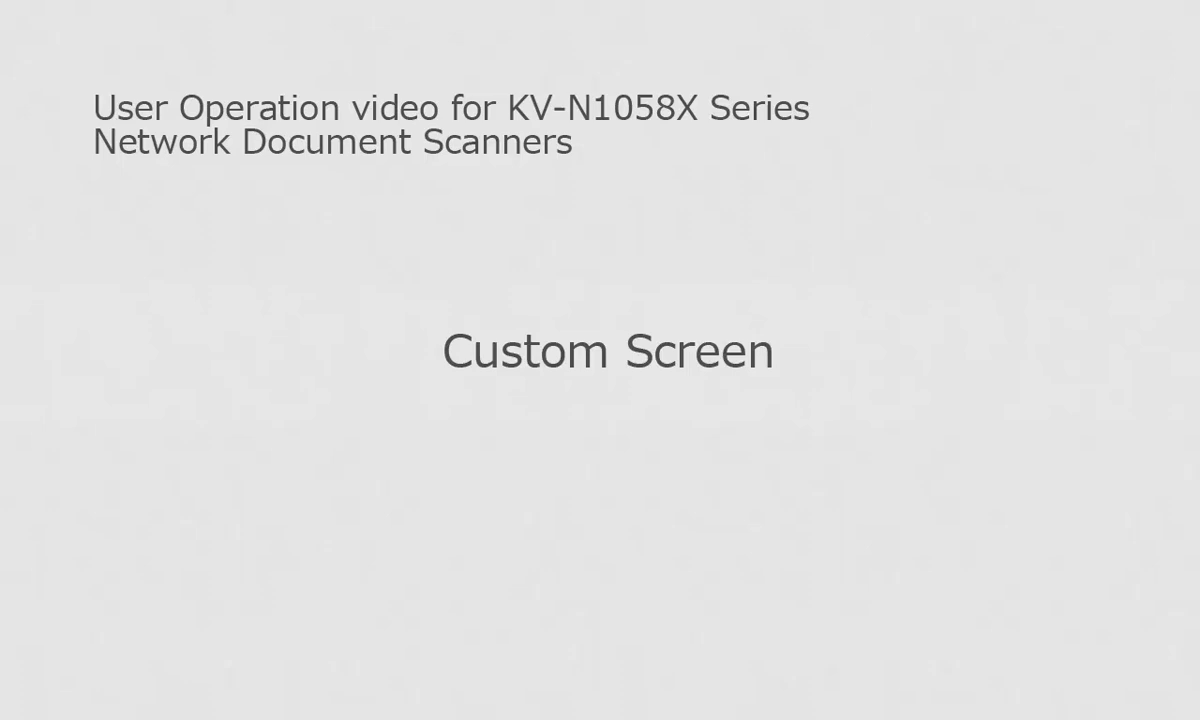 User Operation video for KV-N1058X Series
Network Document Scanners
Custom Screen